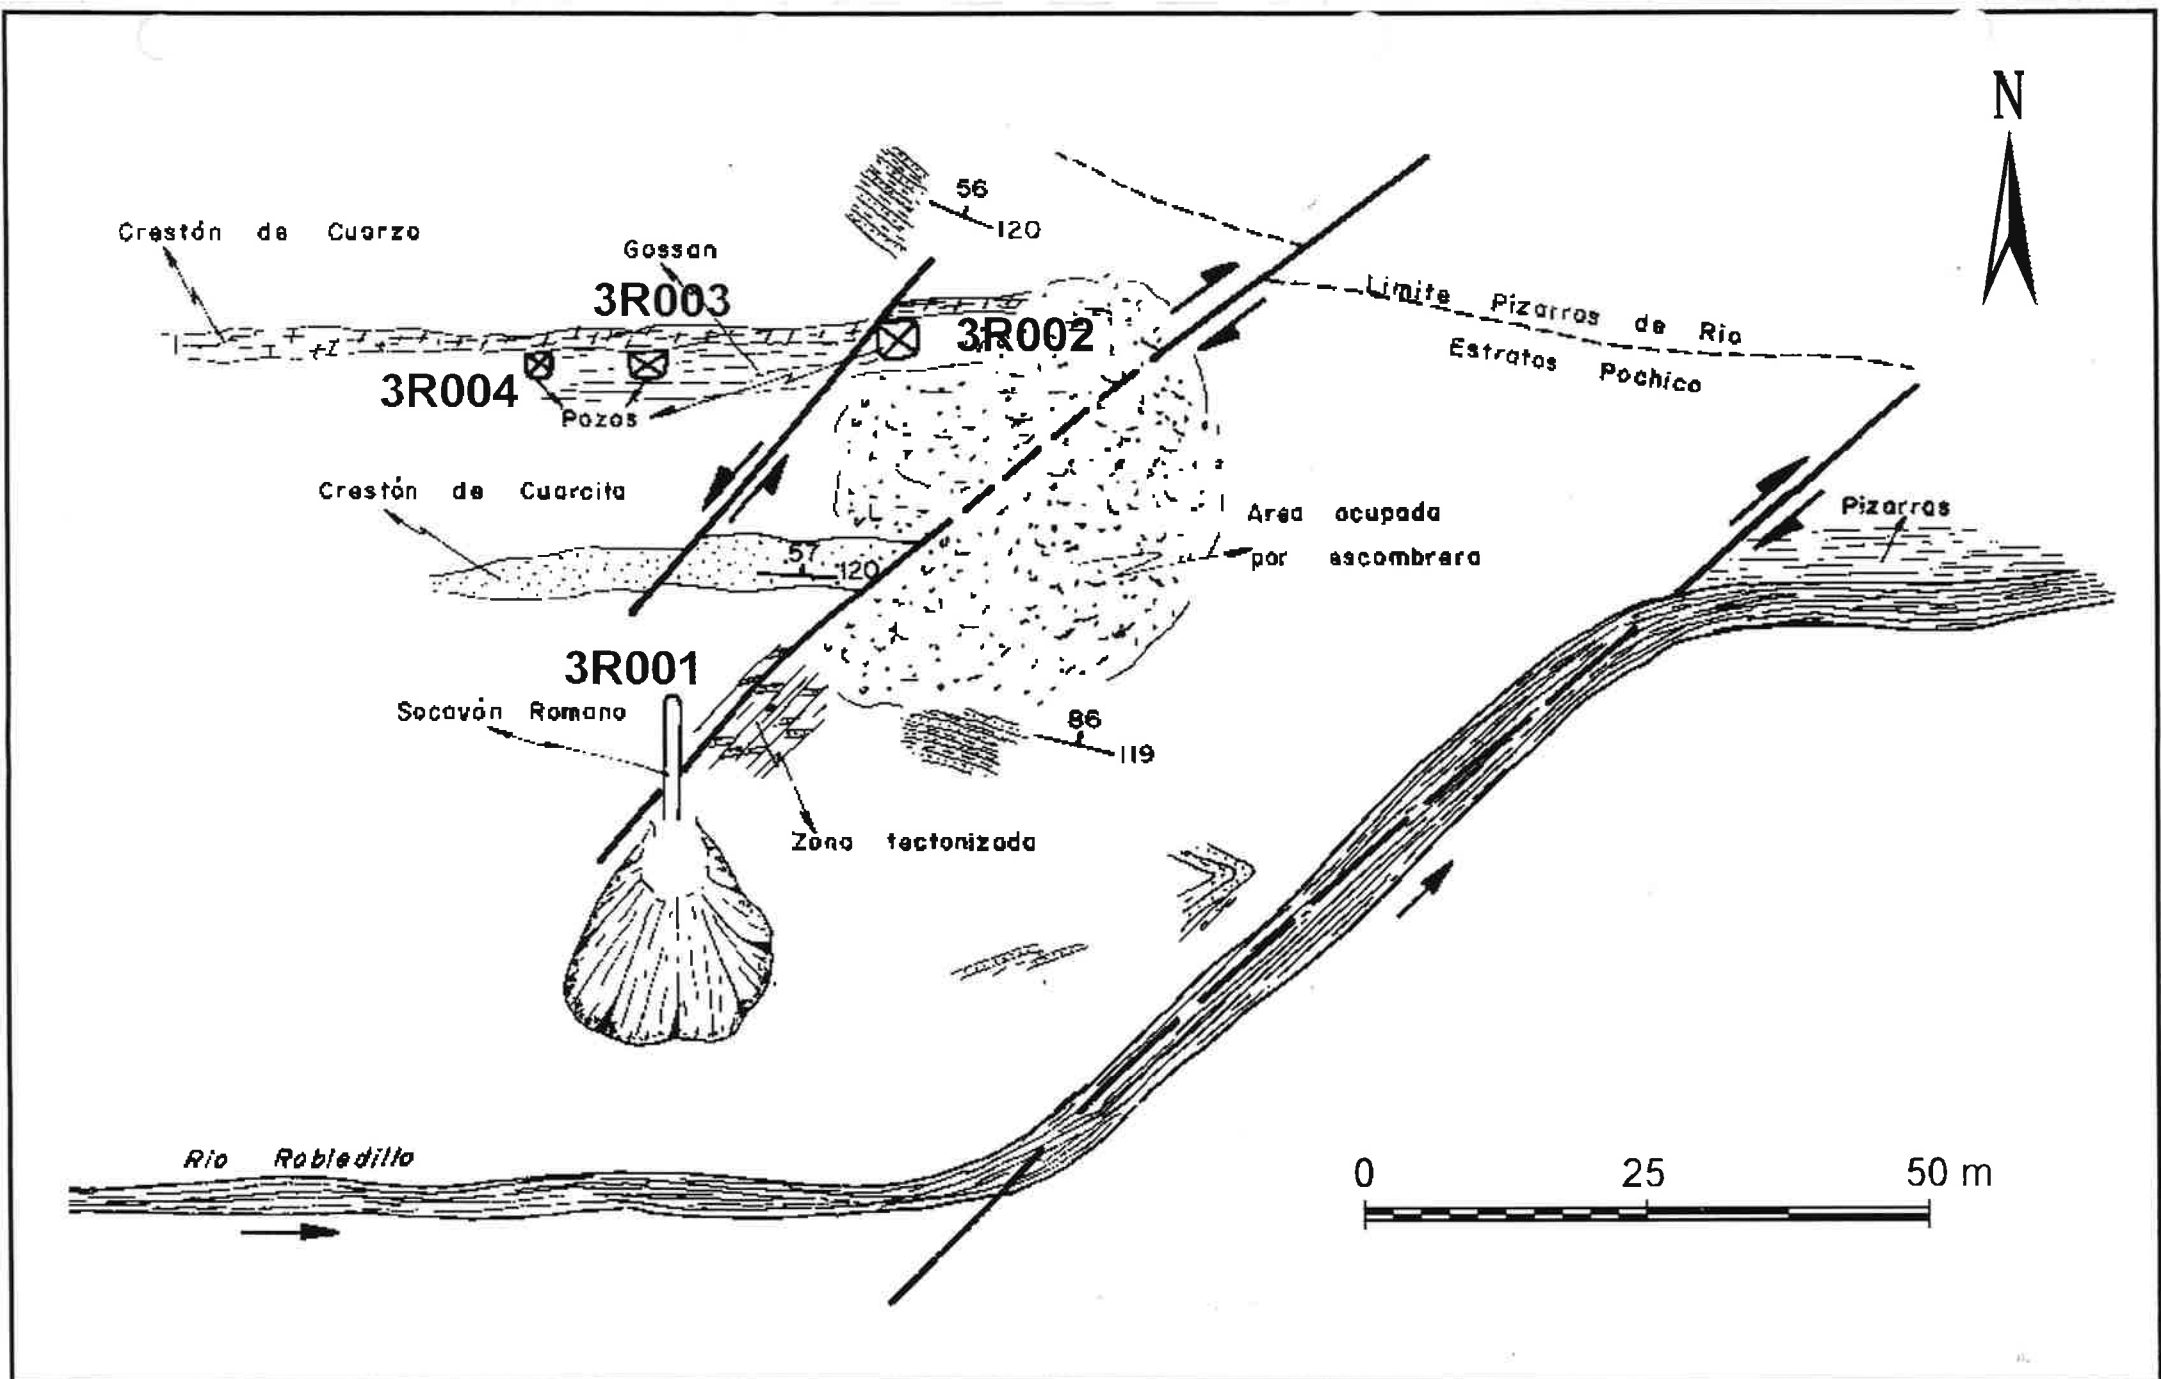 N
56
120
Crestón de Cuarzo
Gossan
3R003
3R002
Limite Pizarras de Rio
Estratos Pochico
3R004
Pozos
Crestón de Cuarcita
Pizarras
Area ocupada
por escombrera
57
120
3R001
Socavón Romano
86
119
Zona tectonizada
Rio Robledillo
0 25 50 m